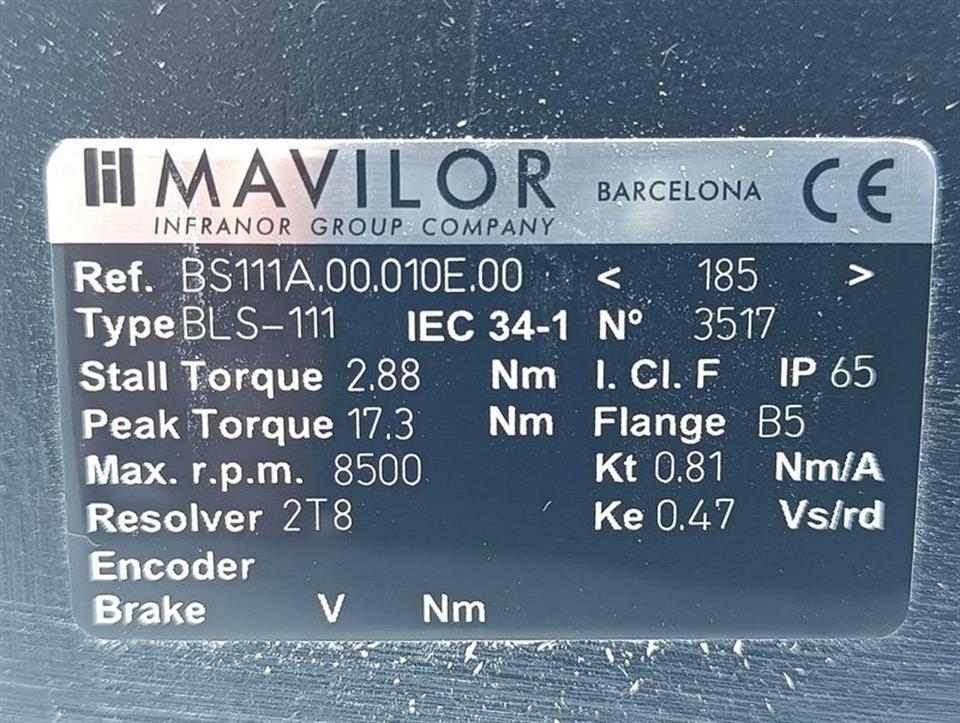 MAVILOR BARCELONA CE
INFRANOR GROUP COMPANY
Ref. BS111A.00.010E.00 < 185 >
Type BLS-111 IEC 34-1 Nº 3517
Stall Torque 2.88 Nm I. Cl. F IP 65
Peak Torque 17.3 Nm Flange B5
Max. r.p.m. 8500 Kt 0.81 Nm/A
Resolver 2T8 Ke 0.47 Vs/rd
Encoder
Brake V Nm